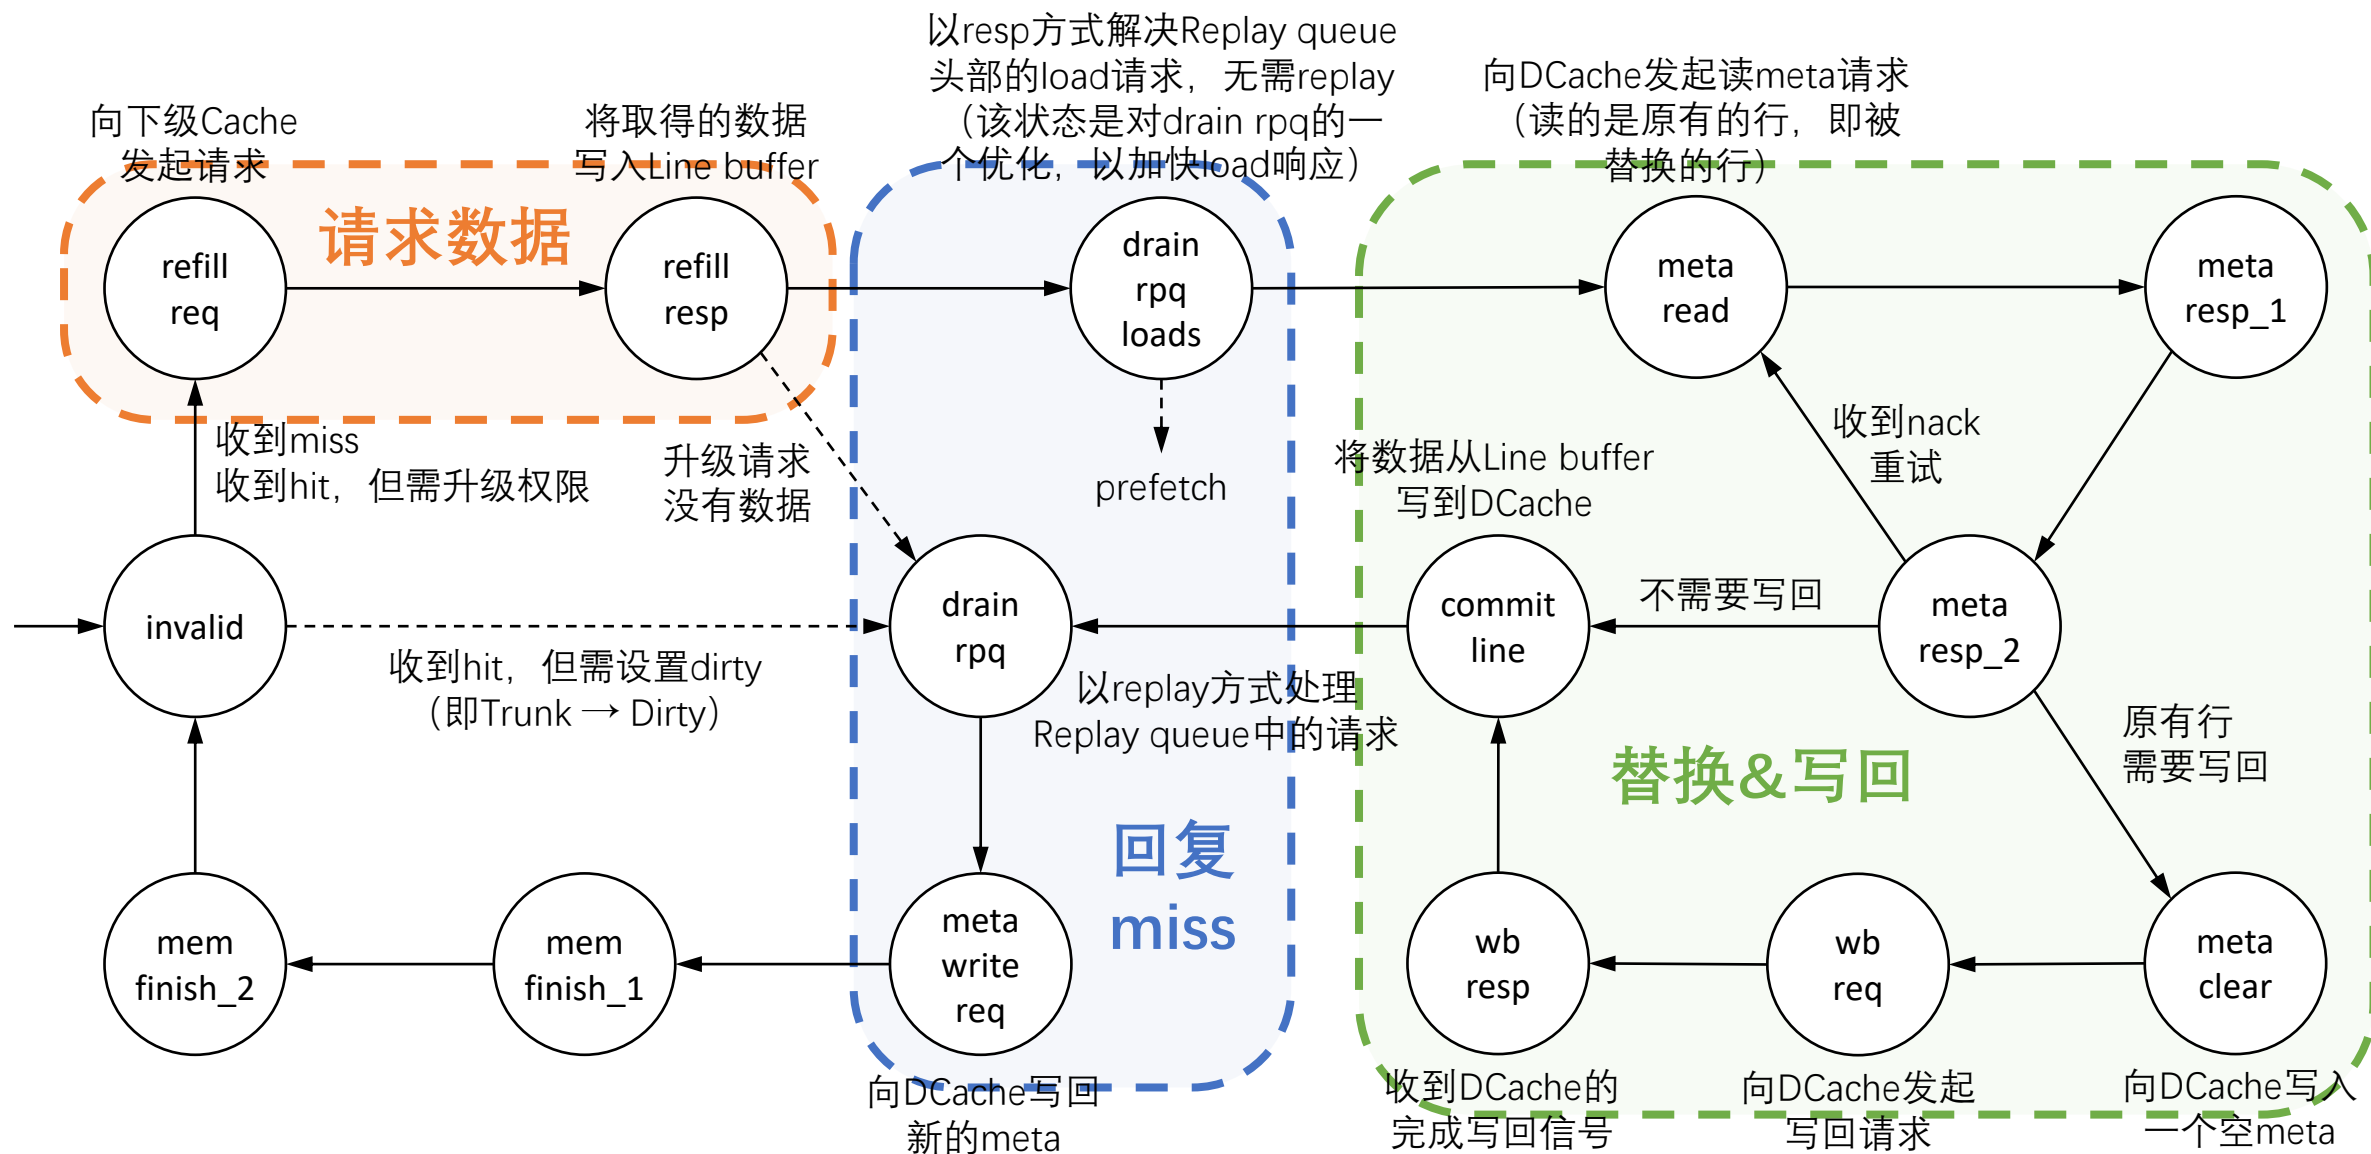 以resp方式解决Replay queue
头部的load请求，无需replay
（该状态是对drain rpq的一
个优化，以加快load响应）
向DCache发起读meta请求
（读的是原有的行，即被
替换的行）
向下级Cache
发起请求
将取得的数据
写入Line buffer
请求数据
refill
req
refill
resp
drain
rpq
loads
meta
read
meta
resp_1
收到miss
收到hit，但需升级权限
升级请求
没有数据
prefetch
将数据从Line buffer
写到DCache
收到nack
重试
invalid
收到hit，但需设置dirty
（即Trunk → Dirty）
drain
rpq
commit
line
不需要写回
meta
resp_2
以replay方式处理
Replay queue中的请求
原有行
需要写回
替换&写回
回复
miss
mem
finish_2
mem
finish_1
meta
write
req
wb
resp
wb
req
meta
clear
向DCache写回
新的meta
收到DCache的
完成写回信号
向DCache发起
写回请求
向DCache写入
一个空meta